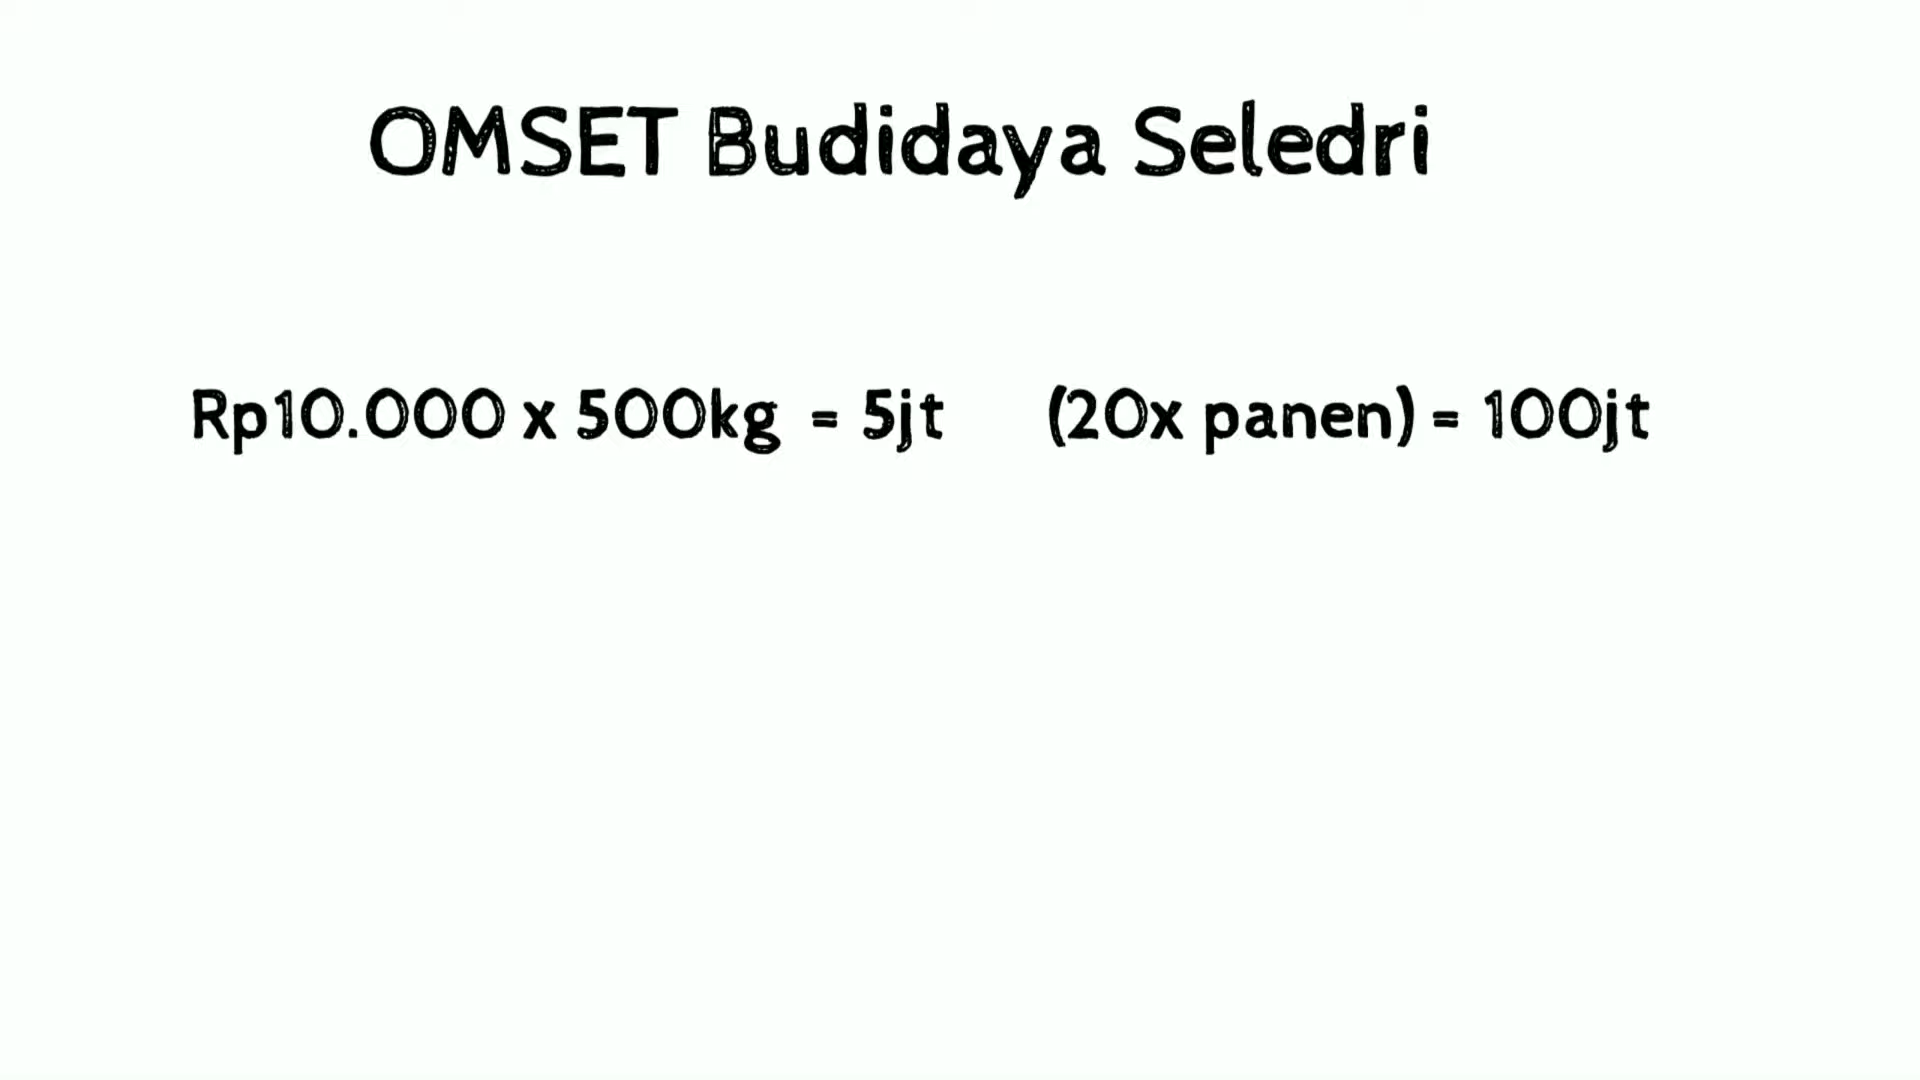 OMSET Budidaya Seledri
Rp10.000 x 500kg = 5jt (20x panen) = 100jt